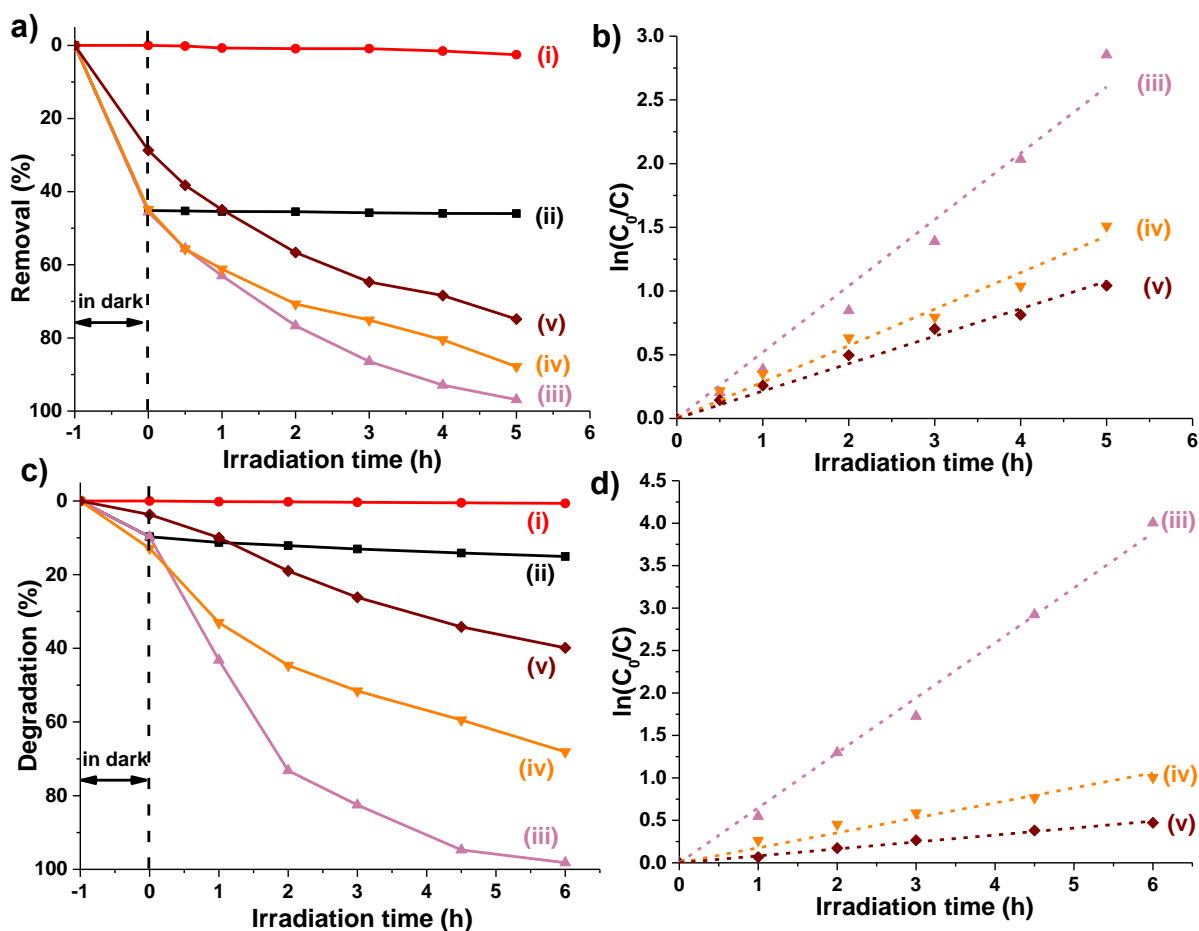 a)
0
20
40
60
80
100
Removal (%)
-1 0 1 2 3 4 5 6
Irradiation time (h)
in dark
(i)
(ii)
(v)
(iv)
(iii)
b)
3.0
2.5
2.0
1.5
1.0
0.5
0.0
ln(C0/C)
0 1 2 3 4 5 6
Irradiation time (h)
(iii)
(iv)
(v)
c)
0
20
40
60
80
100
Degradation (%)
-1 0 1 2 3 4 5 6
Irradiation time (h)
in dark
(i)
(ii)
(v)
(iv)
(iii)
d)
4.5
4.0
3.5
3.0
2.5
2.0
1.5
1.0
0.5
0.0
ln(C0/C)
0 1 2 3 4 5 6
Irradiation time (h)
(iii)
(iv)
(v)